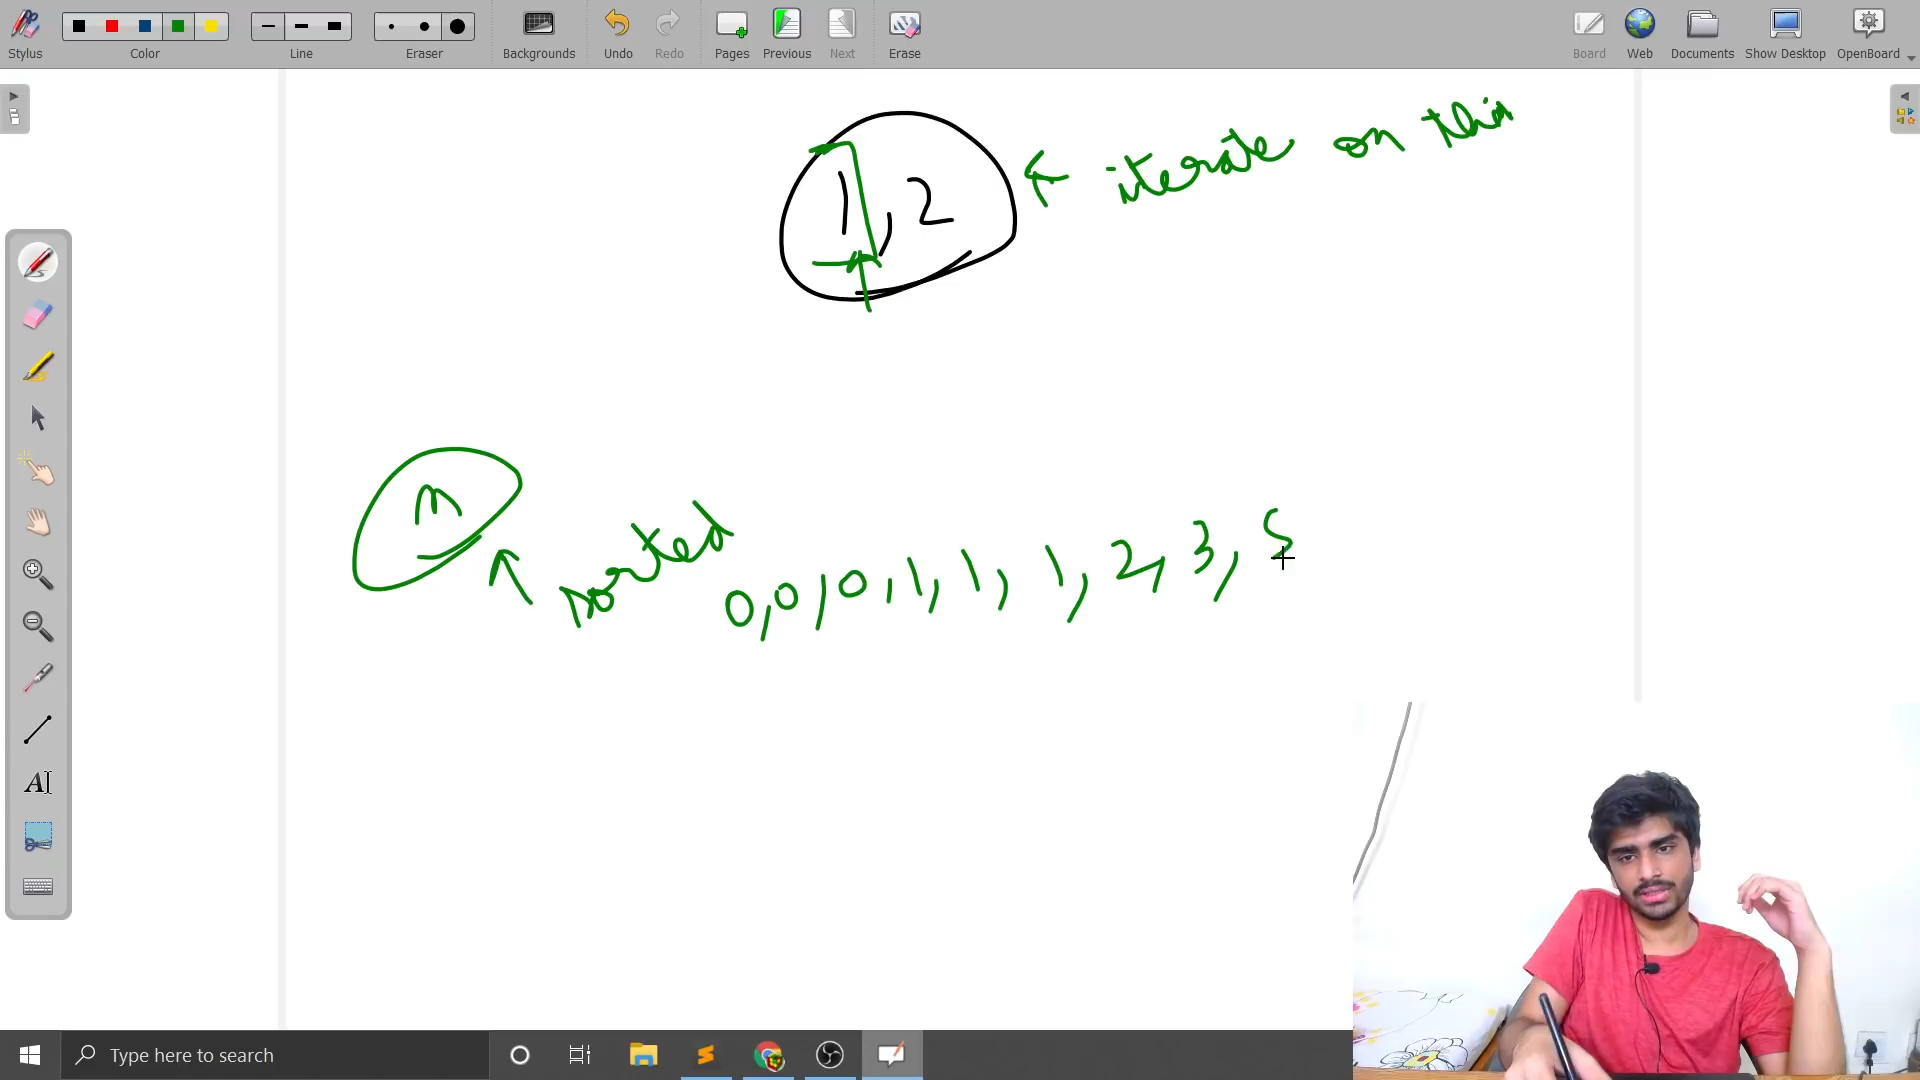 Stylus
Color
Line
Eraser
Backgrounds
Undo
Redo
Pages
Previous
Next
Erase
Board
Web
Documents
Show Desktop
OpenBoard
1, 2
iterate on this
n
sorted
0, 0, 0, 1, 1, 1, 2, 3, 5
AI
Type here to search